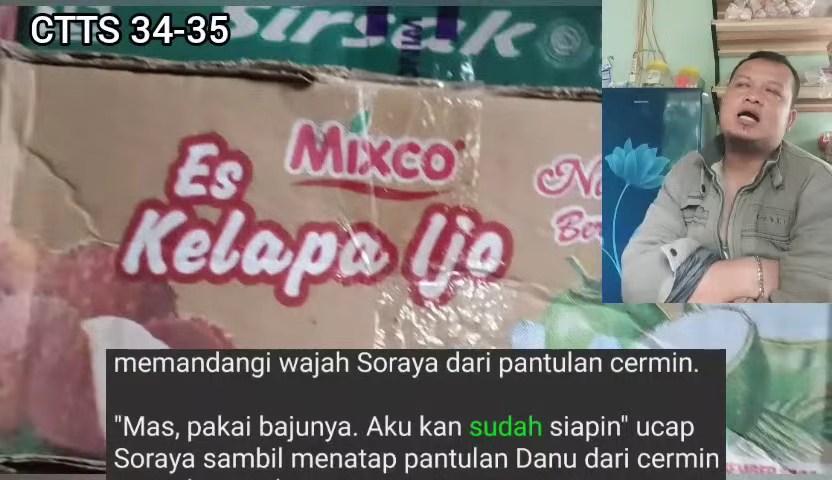 CTTS 34-35
Sirsak
Mixco
Es
Kelapa Ijo
memandangi wajah Soraya dari pantulan cermin.
"Mas, pakai bajunya. Aku kan sudah siapin" ucap
Soraya sambil menatap pantulan Danu dari cermin